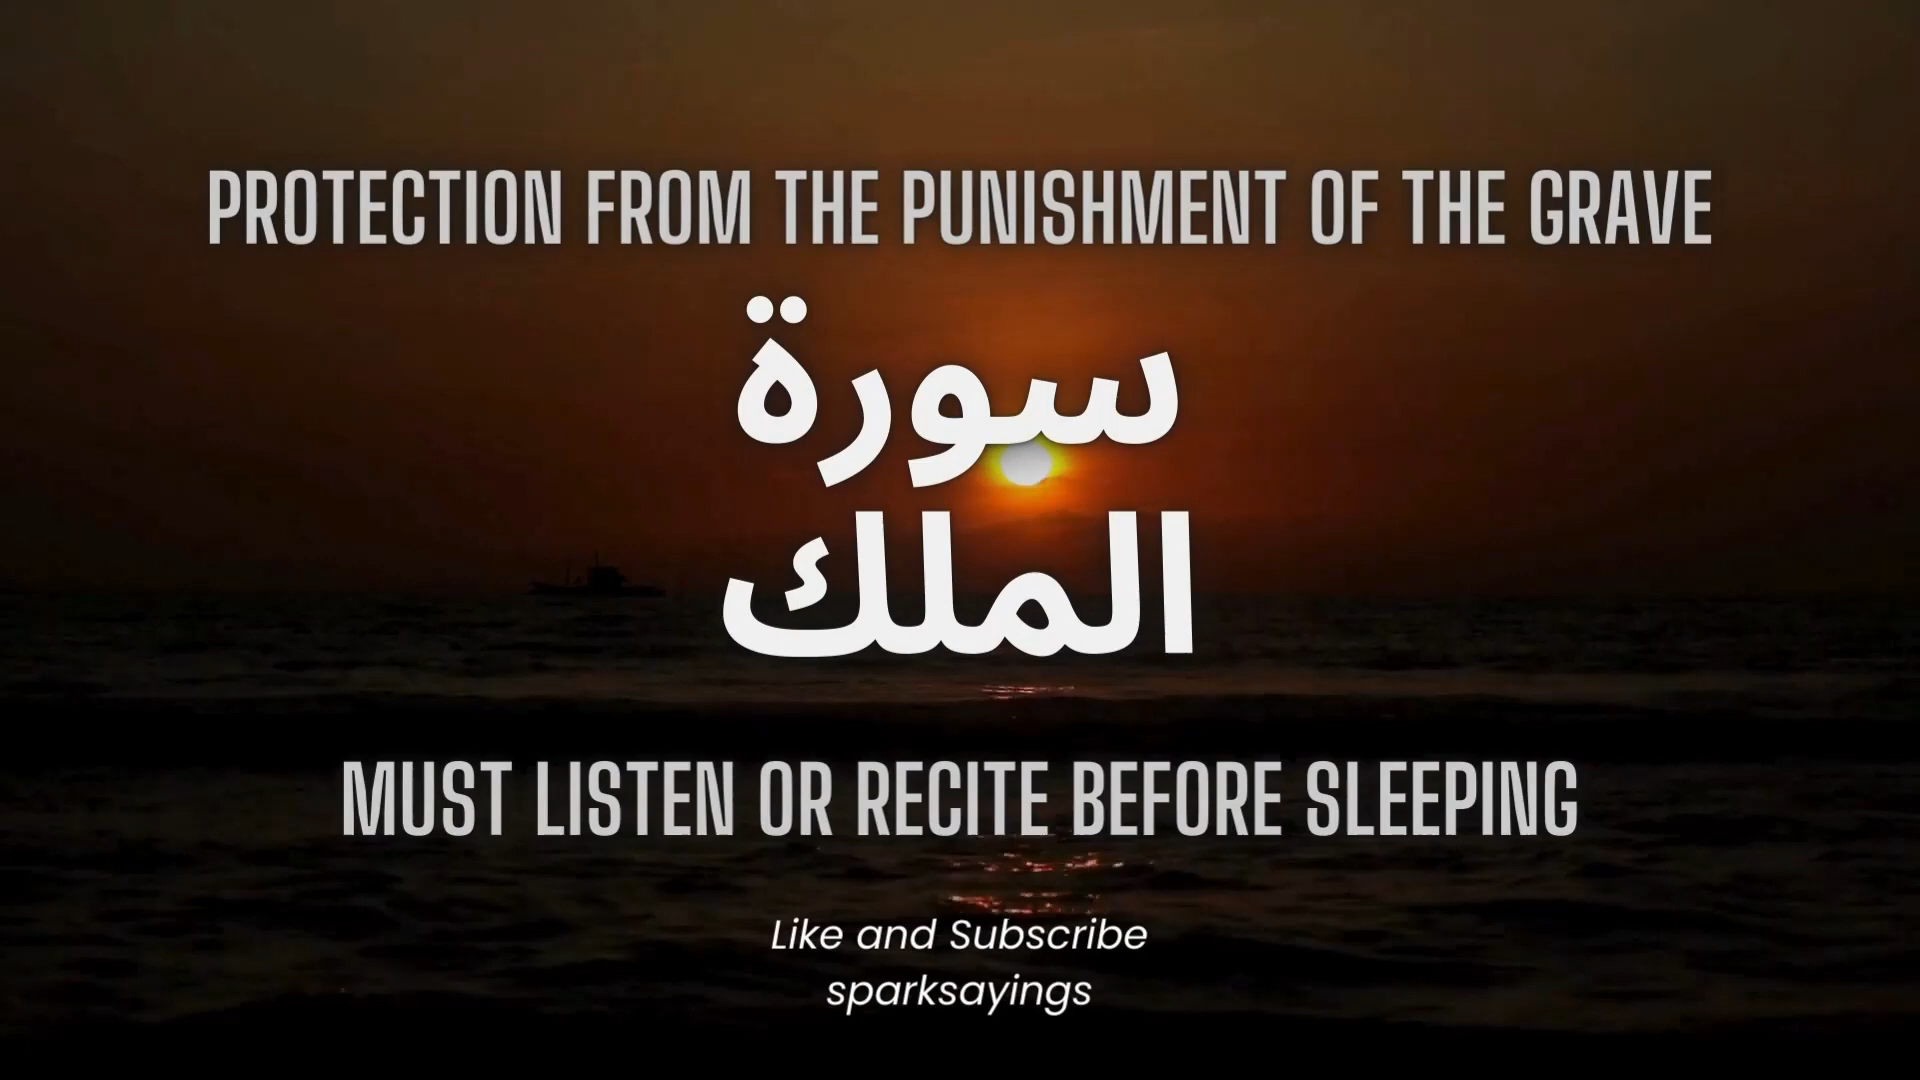 PROTECTION FROM THE PUNISHMENT OF THE GRAVE
سورة
الملك
MUST LISTEN OR RECITE BEFORE SLEEPING
Like and Subscribe
sparksayings